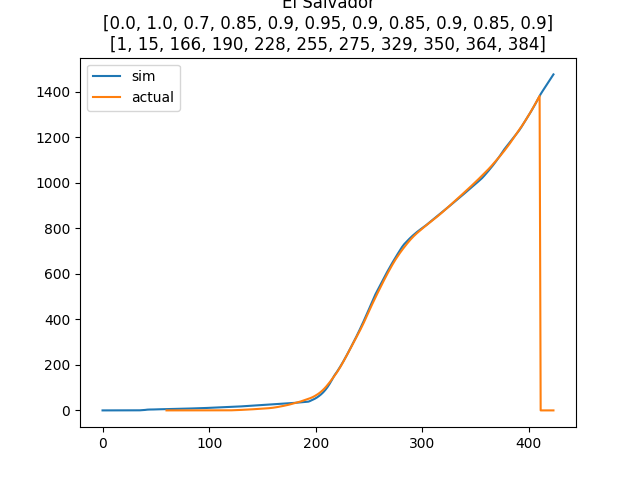 El Salvador
[0.0, 1.0, 0.7, 0.85, 0.9, 0.95, 0.9, 0.85, 0.9, 0.85, 0.9]
[1, 15, 166, 190, 228, 255, 275, 329, 350, 364, 384]
sim
actual
1400
1200
1000
800
600
400
200
0
0 100 200 300 400